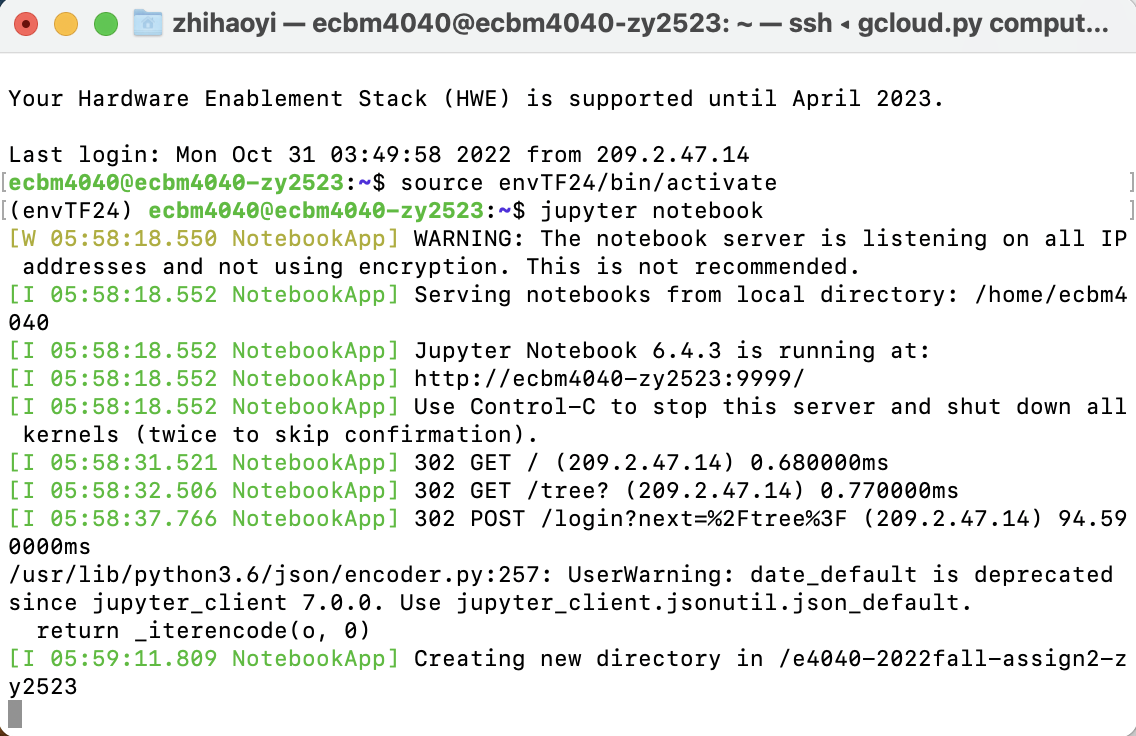 zhihaoyi — ecbm4040@ecbm4040-zy2523: ~ — ssh ◂ gcloud.py comput...
Your Hardware Enablement Stack (HWE) is supported until April 2023.
Last login: Mon Oct 31 03:49:58 2022 from 209.2.47.14
[ecbm4040@ecbm4040-zy2523:~$ source envTF24/bin/activate ]
[(envTF24) ecbm4040@ecbm4040-zy2523:~$ jupyter notebook ]
[W 05:58:18.550 NotebookApp] WARNING: The notebook server is listening on all IP
 addresses and not using encryption. This is not recommended.
[I 05:58:18.552 NotebookApp] Serving notebooks from local directory: /home/ecbm4
040
[I 05:58:18.552 NotebookApp] Jupyter Notebook 6.4.3 is running at:
[I 05:58:18.552 NotebookApp] http://ecbm4040-zy2523:9999/
[I 05:58:18.552 NotebookApp] Use Control-C to stop this server and shut down all
 kernels (twice to skip confirmation).
[I 05:58:31.521 NotebookApp] 302 GET / (209.2.47.14) 0.680000ms
[I 05:58:32.506 NotebookApp] 302 GET /tree? (209.2.47.14) 0.770000ms
[I 05:58:37.766 NotebookApp] 302 POST /login?next=%2Ftree%3F (209.2.47.14) 94.59
0000ms
/usr/lib/python3.6/json/encoder.py:257: UserWarning: date_default is deprecated
since jupyter_client 7.0.0. Use jupyter_client.jsonutil.json_default.
  return _iterencode(o, 0)
[I 05:59:11.809 NotebookApp] Creating new directory in /e4040-2022fall-assign2-z
y2523